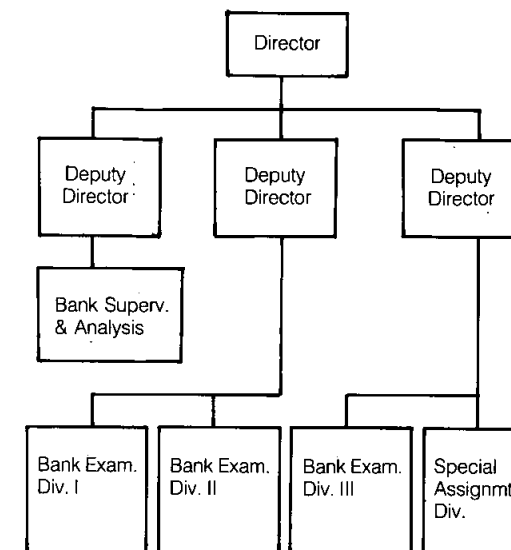 Director
Deputy
Director
Deputy
Director
Deputy
Director
Bank Superv.
& Analysis
Bank Exam.
Div. I
Bank Exam.
Div. II
Bank Exam.
Div. III
Special
Assignmt
Div.